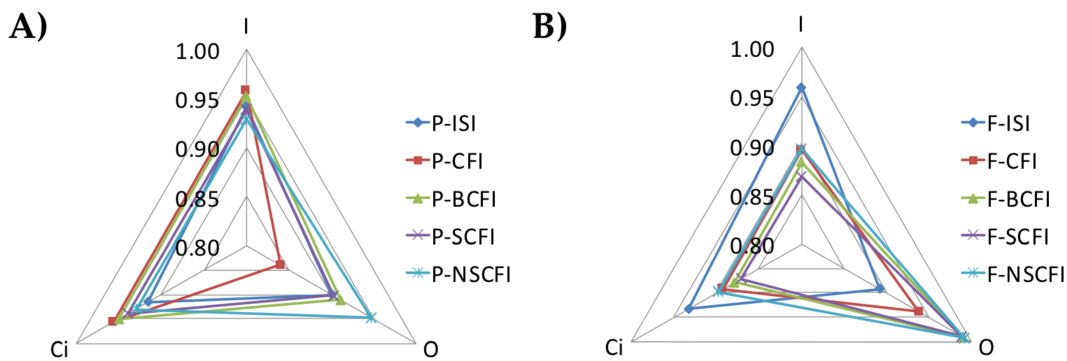 A)
I
1.00
0.95
0.90
0.85
0.80
Ci
O
P-ISI
P-CFI
P-BCFI
P-SCFI
P-NSCFI
B)
I
1.00
0.95
0.90
0.85
0.80
Ci
O
F-ISI
F-CFI
F-BCFI
F-SCFI
F-NSCFI